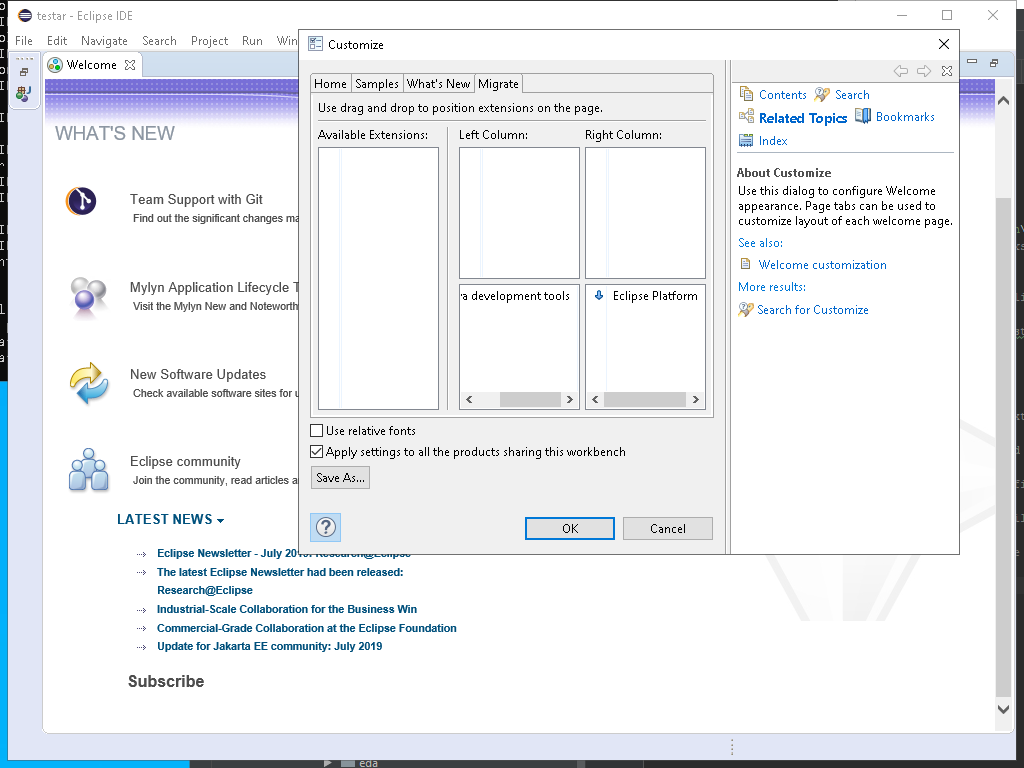 testar - Eclipse IDE
File Edit Navigate Search Project Run Win
Welcome
WHAT'S NEW
Team Support with Git
Find out the significant changes ma
Mylyn Application Lifecycle T
Visit the Mylyn New and Noteworth
New Software Updates
Check available software sites for u
Eclipse community
Join the community, read articles a
LATEST NEWS
Eclipse Newsletter - July 2019: Research@Eclipse
The latest Eclipse Newsletter had been released:
Research@Eclipse
Industrial-Scale Collaboration for the Business Win
Commercial-Grade Collaboration at the Eclipse Foundation
Update for Jakarta EE community: July 2019
Subscribe
Customize
Home Samples What's New Migrate
Use drag and drop to position extensions on the page.
Available Extensions: Left Column: Right Column:
a development tools Eclipse Platform
Use relative fonts
Apply settings to all the products sharing this workbench
Save As...
OK Cancel
Contents Search
Related Topics Bookmarks
Index
About Customize
Use this dialog to configure Welcome
appearance. Page tabs can be used to
customize layout of each welcome page.
See also:
Welcome customization
More results:
Search for Customize
eda